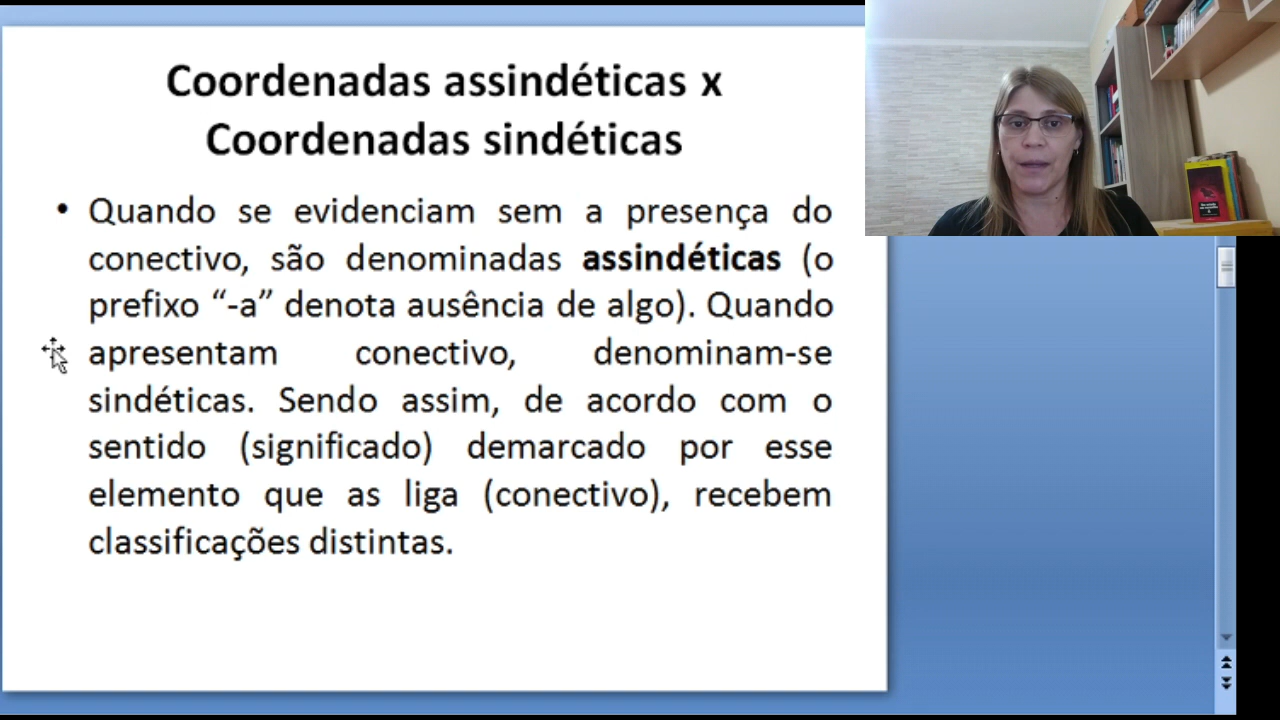 Coordenadas assindéticas x
Coordenadas sindéticas
• Quando se evidenciam sem a presença do
conectivo, são denominadas assindéticas (o
prefixo “-a” denota ausência de algo). Quando
apresentam conectivo, denominam-se
sindéticas. Sendo assim, de acordo com o
sentido (significado) demarcado por esse
elemento que as liga (conectivo), recebem
classificações distintas.